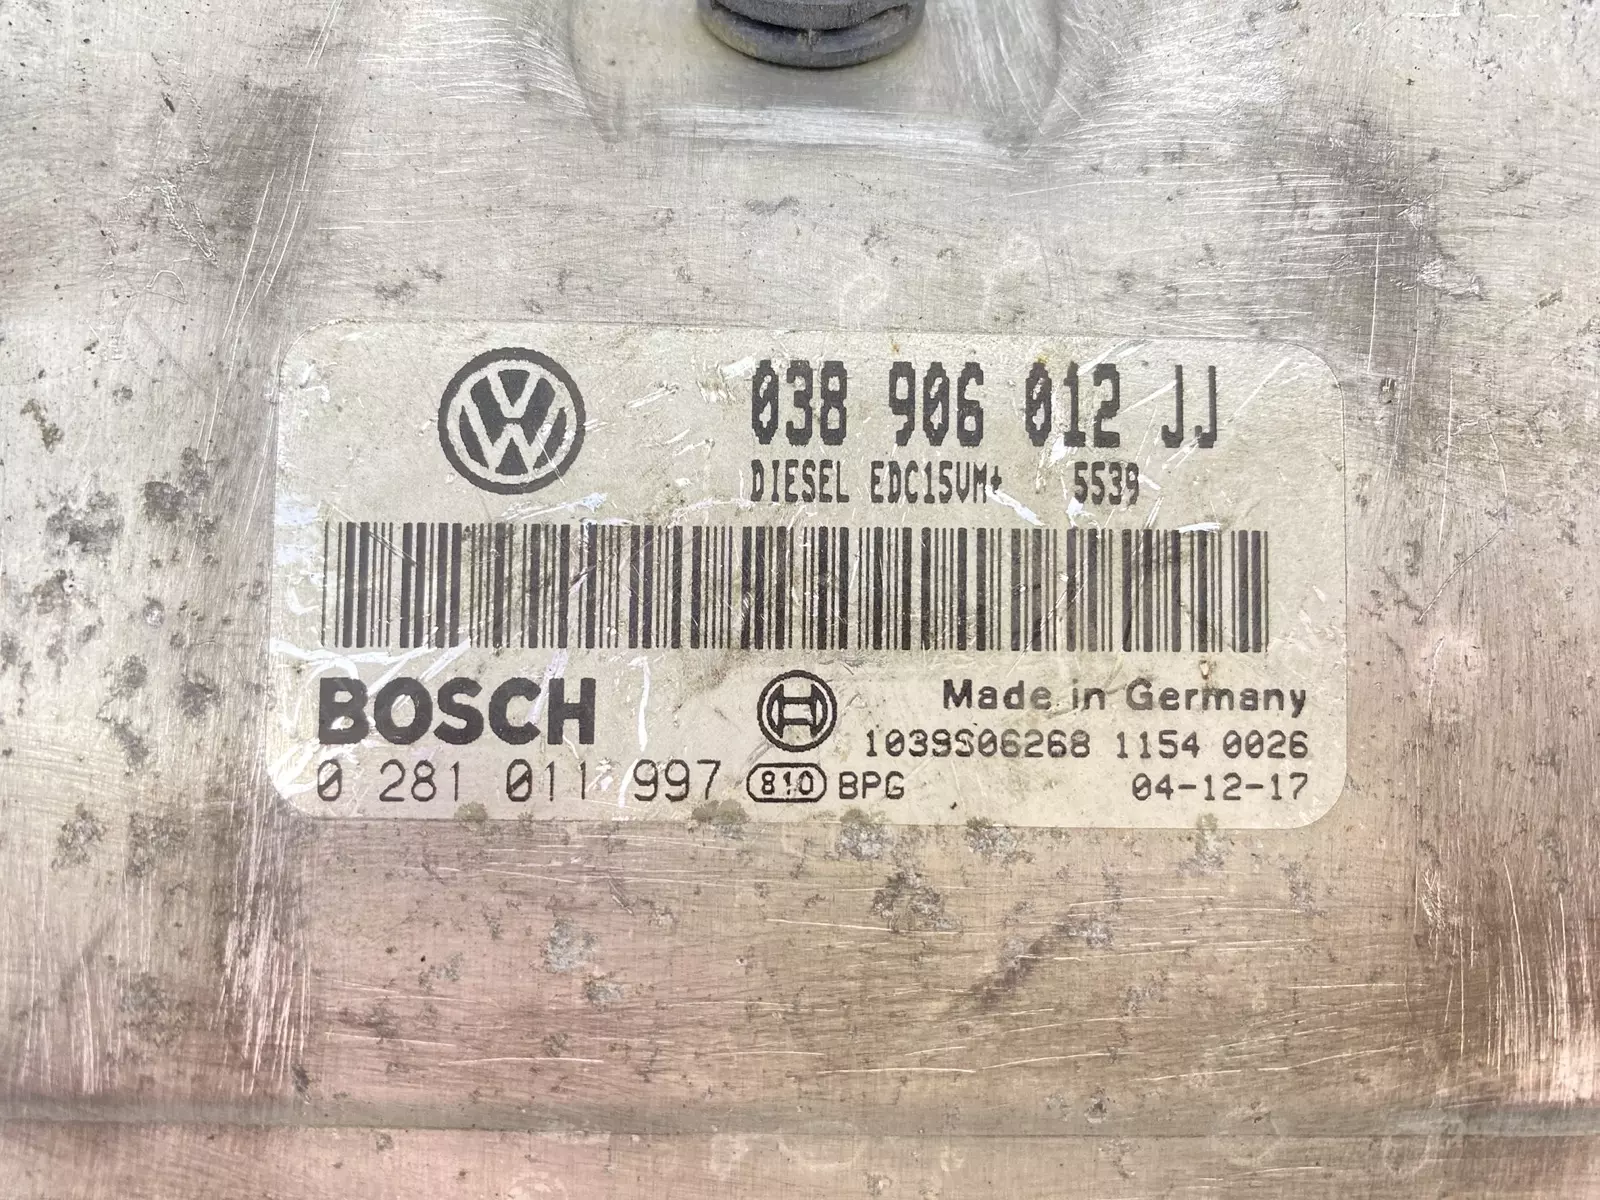 038 906 012 JJ
DIESEL EDC15VM+ 5539
BOSCH
Made in Germany
1039S06268 1154 0026
0 281 011 997 810 BPG 04-12-17